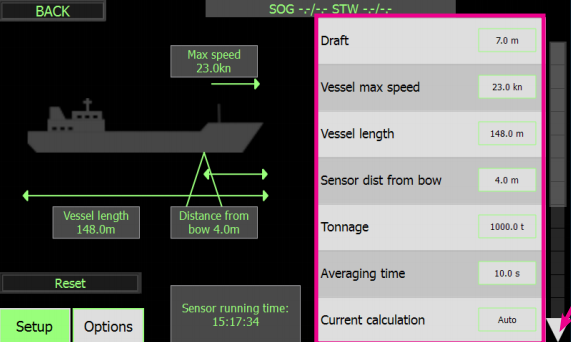 BACK
SOG -.-/-.- STW -.-/-.-
Max speed
23.0kn
Vessel length
148.0m
Distance from
bow 4.0m
Reset
Setup
Options
Sensor running time:
15:17:34
Draft 7.0 m
Vessel max speed 23.0 kn
Vessel length 148.0 m
Sensor dist from bow 4.0 m
Tonnage 1000.0 t
Averaging time 10.0 s
Current calculation Auto